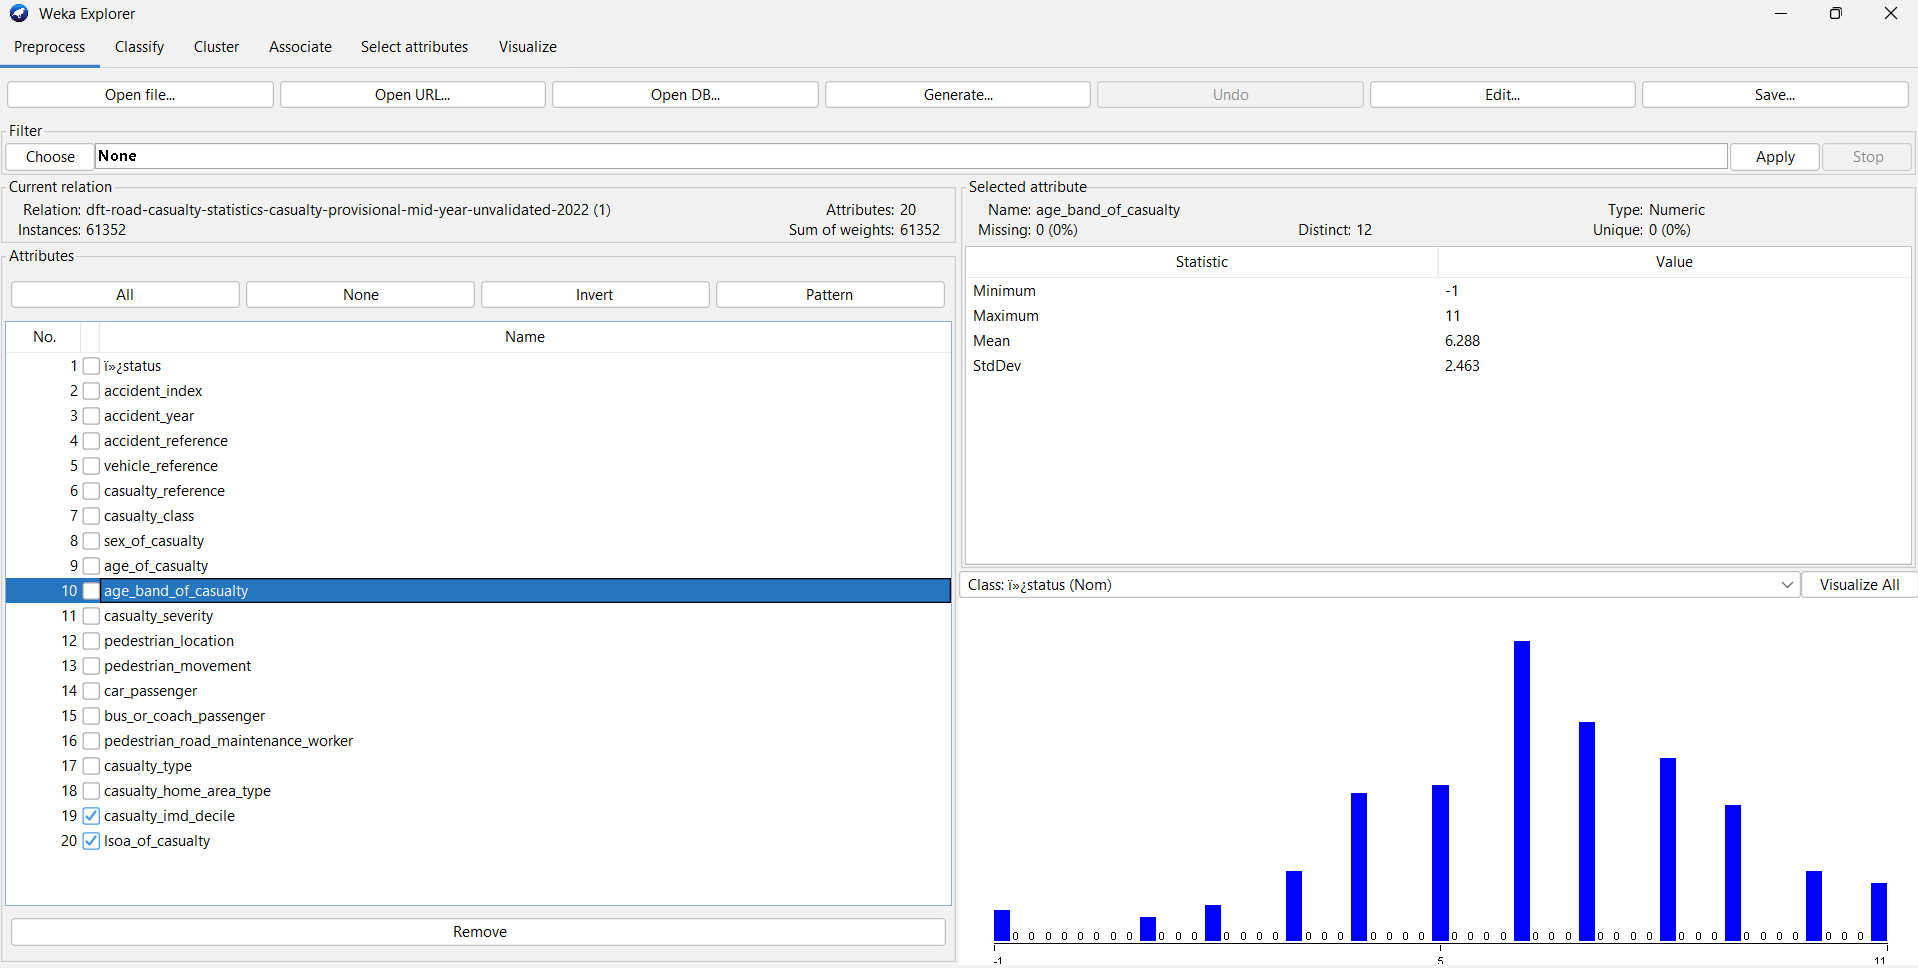 Weka Explorer
Preprocess Classify Cluster Associate Select attributes Visualize
Open file... Open URL... Open DB... Generate... Undo Edit... Save...
Filter
Choose None Apply Stop
Current relation
Relation: dft-road-casualty-statistics-casualty-provisional-mid-year-unvalidated-2022 (1) Attributes: 20
Instances: 61352 Sum of weights: 61352
Attributes
All None Invert Pattern
No. Name
1 ï»¿status
2 accident_index
3 accident_year
4 accident_reference
5 vehicle_reference
6 casualty_reference
7 casualty_class
8 sex_of_casualty
9 age_of_casualty
10 age_band_of_casualty
11 casualty_severity
12 pedestrian_location
13 pedestrian_movement
14 car_passenger
15 bus_or_coach_passenger
16 pedestrian_road_maintenance_worker
17 casualty_type
18 casualty_home_area_type
19 casualty_imd_decile
20 lsoa_of_casualty
Remove
Selected attribute
Name: age_band_of_casualty Type: Numeric
Missing: 0 (0%) Distinct: 12 Unique: 0 (0%)
Statistic Value
Minimum -1
Maximum 11
Mean 6.288
StdDev 2.463
Class: ï»¿status (Nom) Visualize All
0 0 0 0 0 0 0 0 0 0 0 0 0 0 0 0 0 0 0 0 0 0 0 0 0 0 0 0 0 0 0 0 0 0 0 0 0 0 0 0 0 0 0
-1 5 11